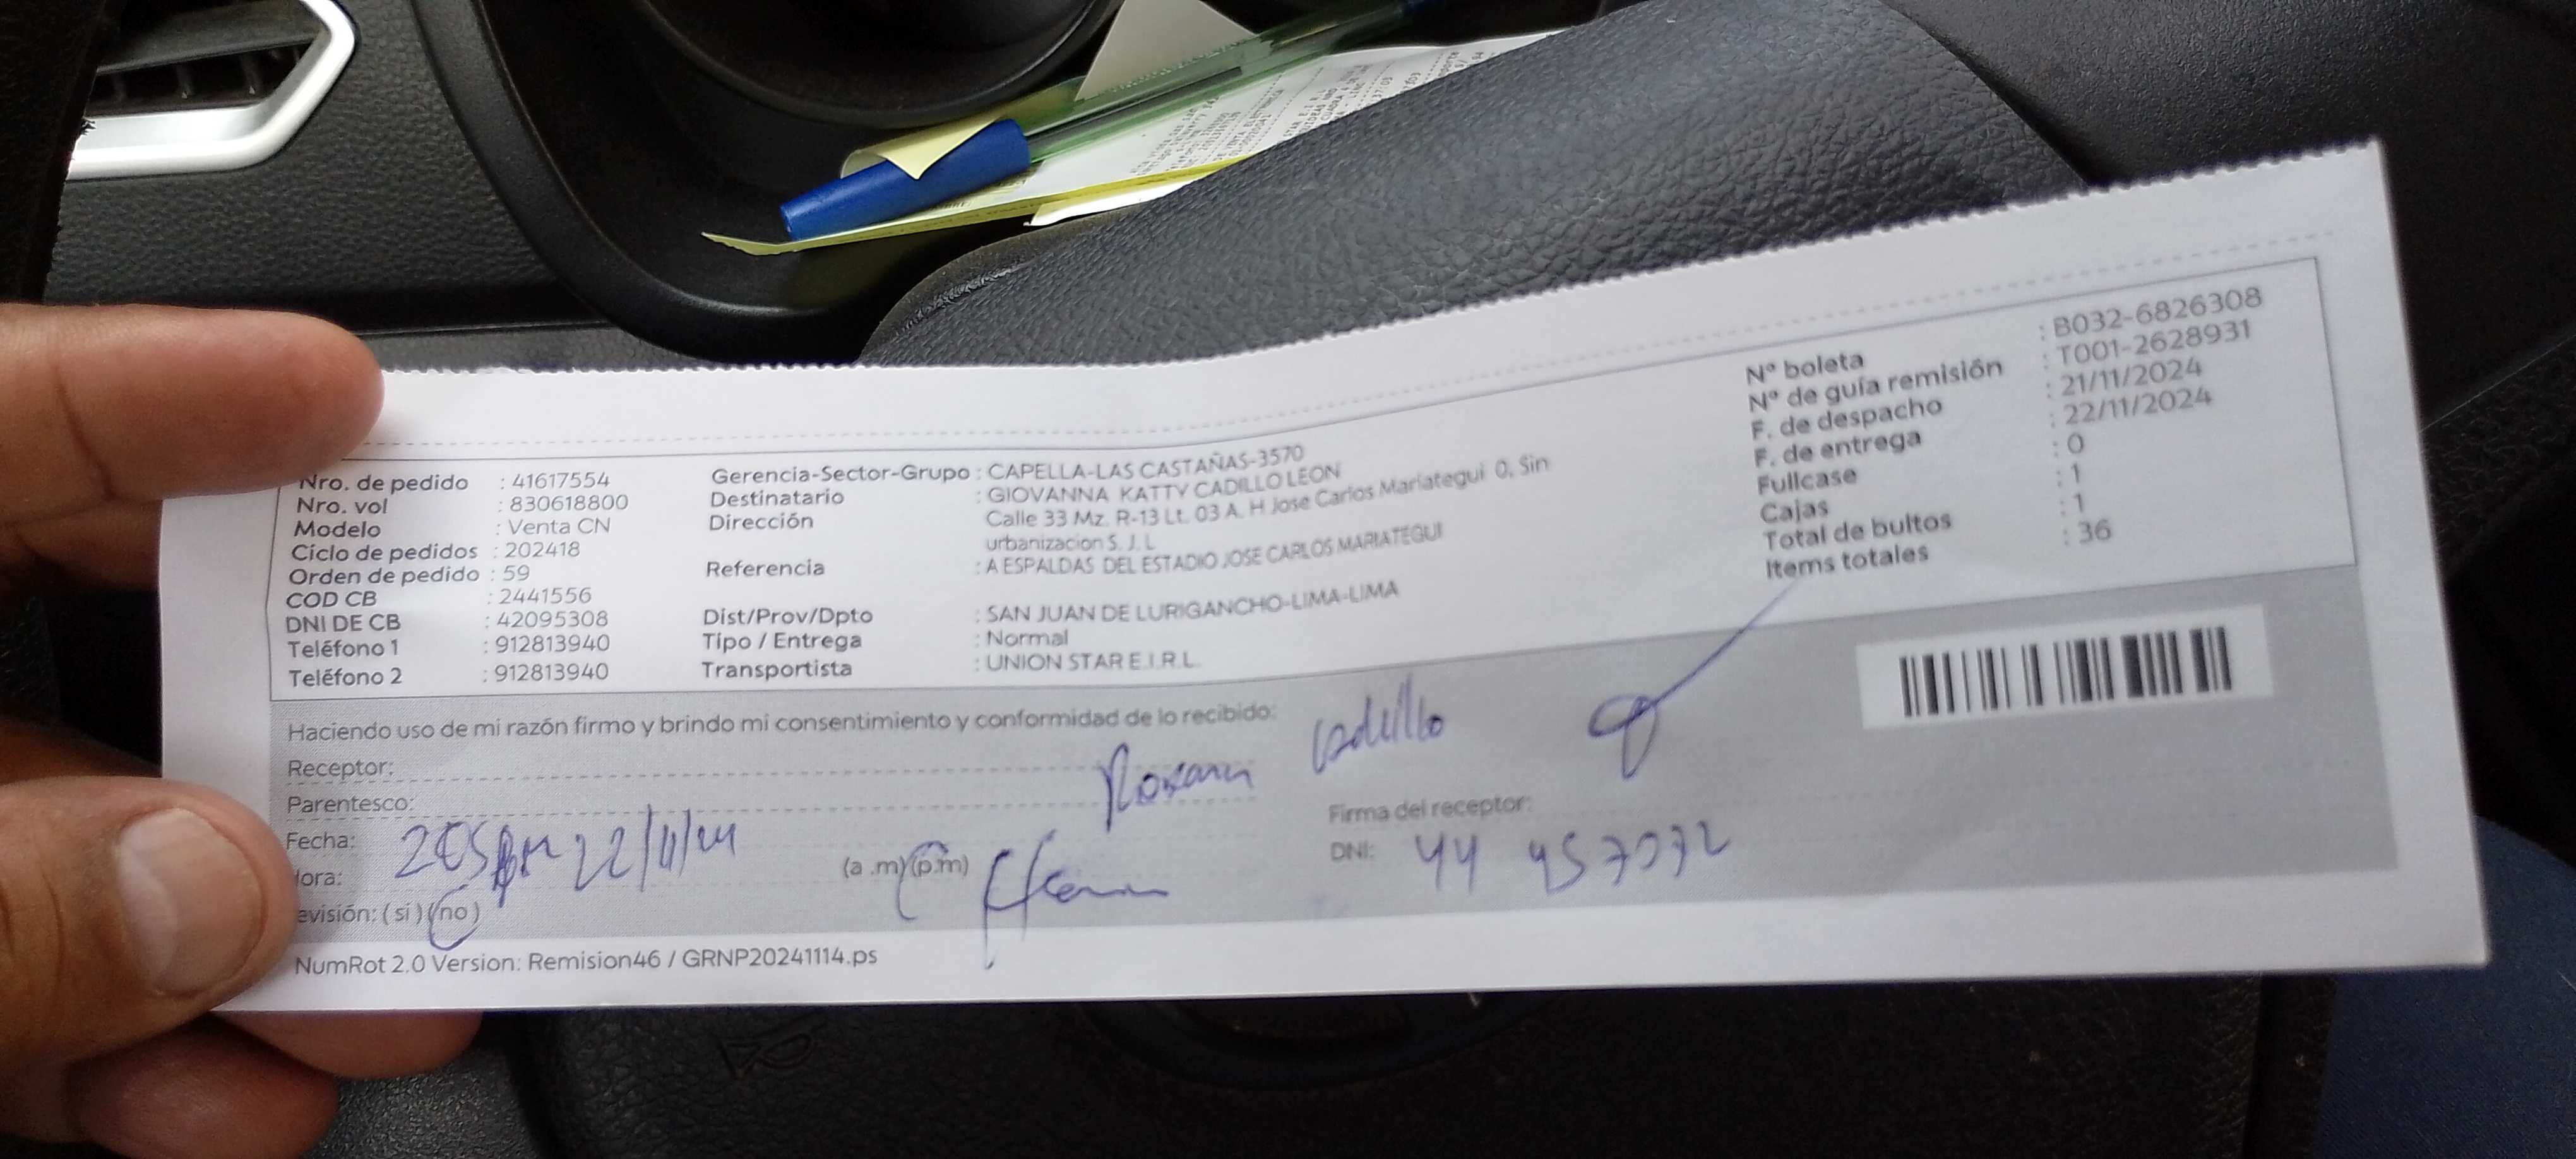 Nro. de pedido : 41617554
Nro. vol : 830618800
Modelo : Venta CN
Ciclo de pedidos : 202418
Orden de pedido : 59
COD CB : 2441556
DNI DE CB : 42095308
Teléfono 1 : 912813940
Teléfono 2 : 912813940
Gerencia-Sector-Grupo : CAPELLA-LAS CASTAÑAS-3570
Destinatario : GIOVANNA KATTY CADILLO LEON
Dirección : Calle 33 Mz. R-13 Lt. 03 A. H Jose Carlos Mariategui 0, Sin
urbanizacion S. J. L
Referencia : A ESPALDAS DEL ESTADIO JOSE CARLOS MARIATEGUI
Dist/Prov/Dpto : SAN JUAN DE LURIGANCHO-LIMA-LIMA
Tipo / Entrega : Normal
Transportista : UNION STAR E.I.R.L.
Nº boleta : B032-6826308
Nº de guía remisión : T001-2628931
F. de despacho : 21/11/2024
F. de entrega : 22/11/2024
Fullcase : 0
Cajas : 1
Total de bultos : 1
Items totales : 36
Haciendo uso de mi razón firmo y brindo mi consentimiento y conformidad de lo recibido:
Receptor: Cadillo
Parentesco:
Firma del receptor:
Fecha: 22/11/24
ora: (a .m)(p.m)
DNI:
evisión: (si) (no)
NumRot 2.0 Version: Remision46 / GRNP20241114.ps